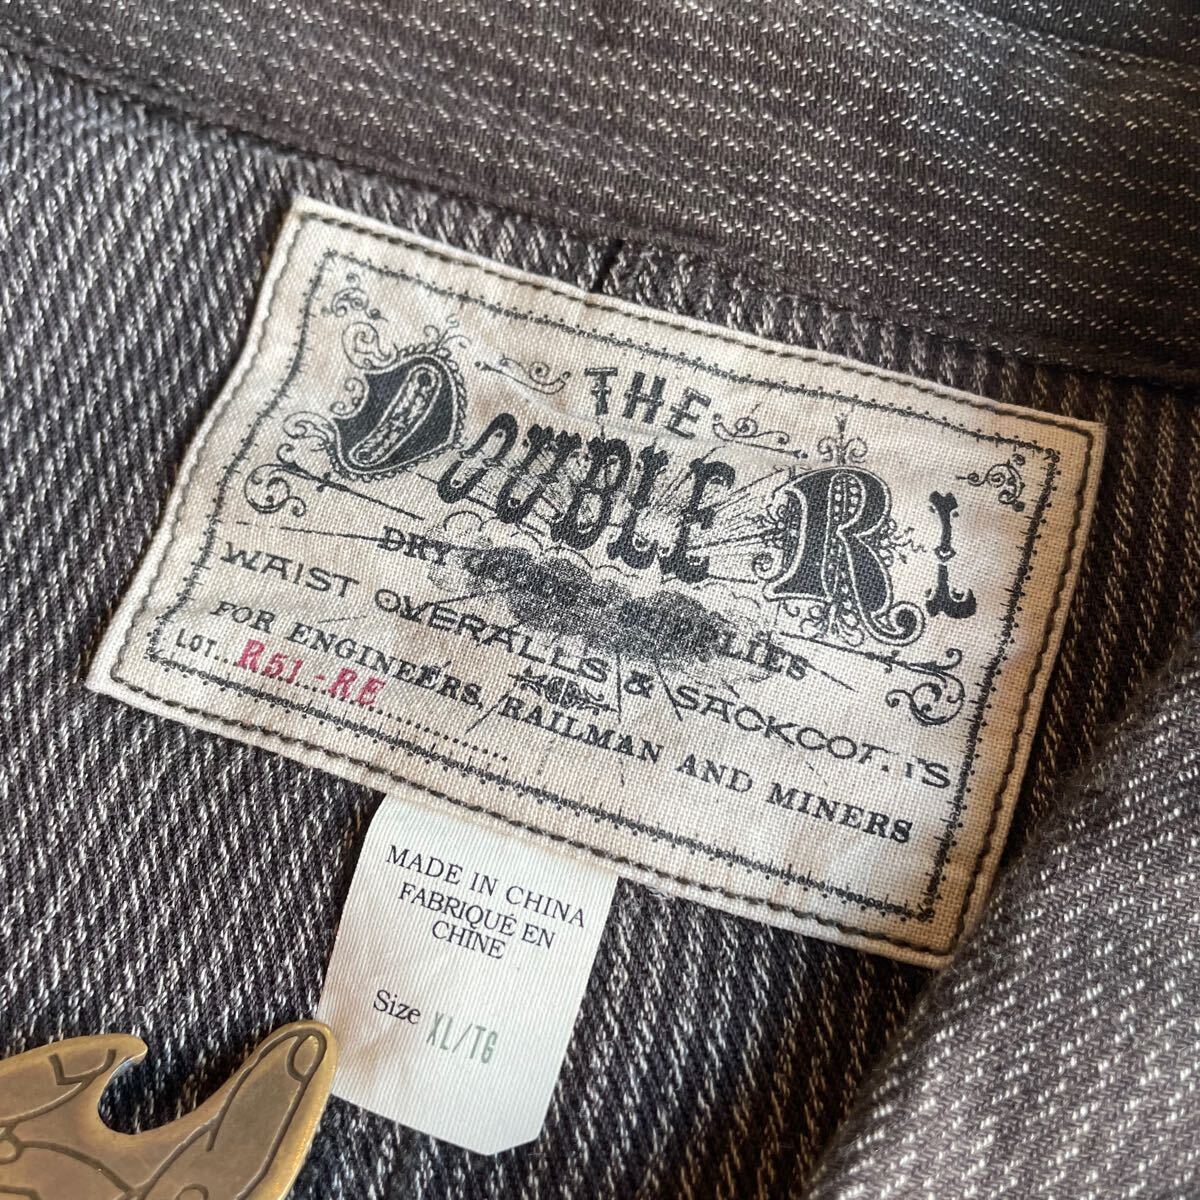 THE
DOUBLE RL
DRY
WAIST OVERALLS & SACKCOATS
FOR ENGINEERS, RAILMAN AND MINERS
LOT... R51-RE
MADE IN CHINA
FABRIQUÉ EN
CHINE
Size XL/TG